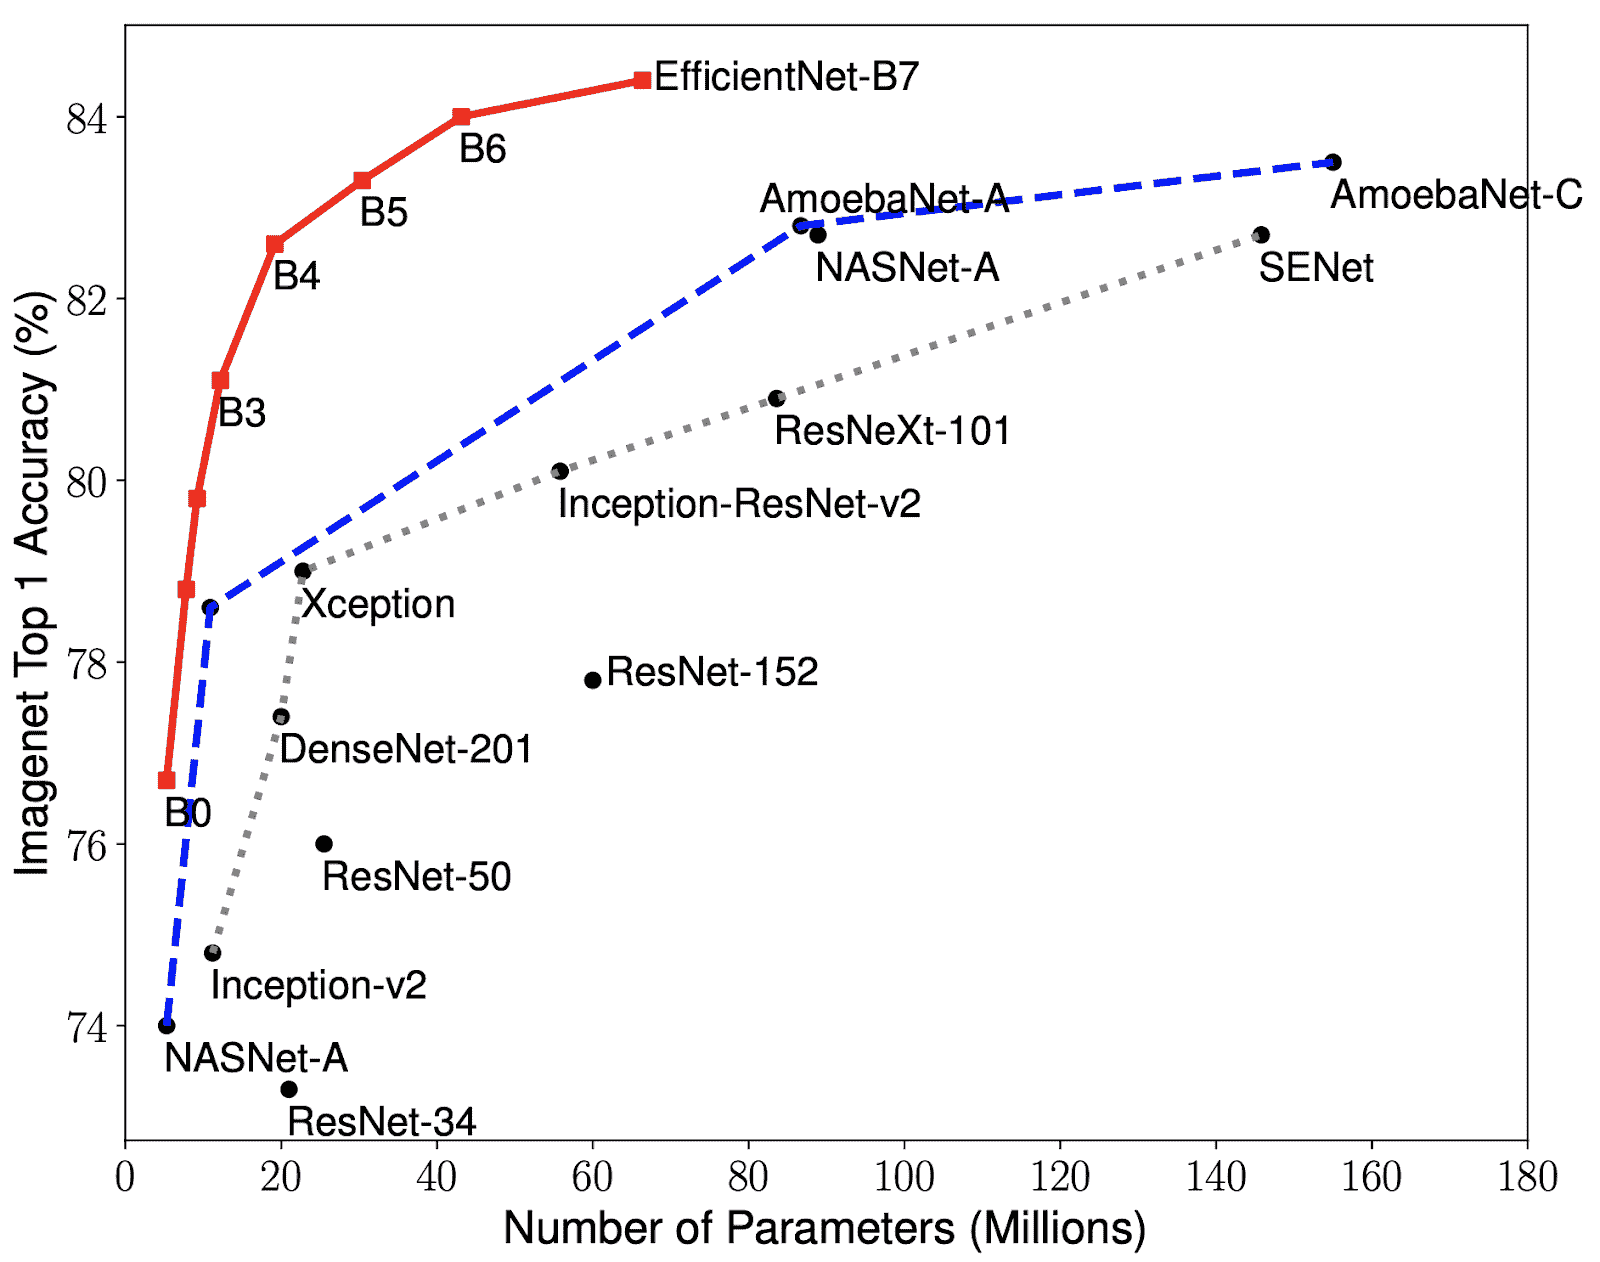 EfficientNet-B7
84
B6
AmoebaNet-A
AmoebaNet-C
B5
NASNet-A
SENet
B4
82
B3
ResNeXt-101
80
Inception-ResNet-v2
Xception
78
ResNet-152
DenseNet-201
B0
76
ResNet-50
Inception-v2
74
NASNet-A
ResNet-34
Imagenet Top 1 Accuracy (%)
0 20 40 60 80 100 120 140 160 180
Number of Parameters (Millions)